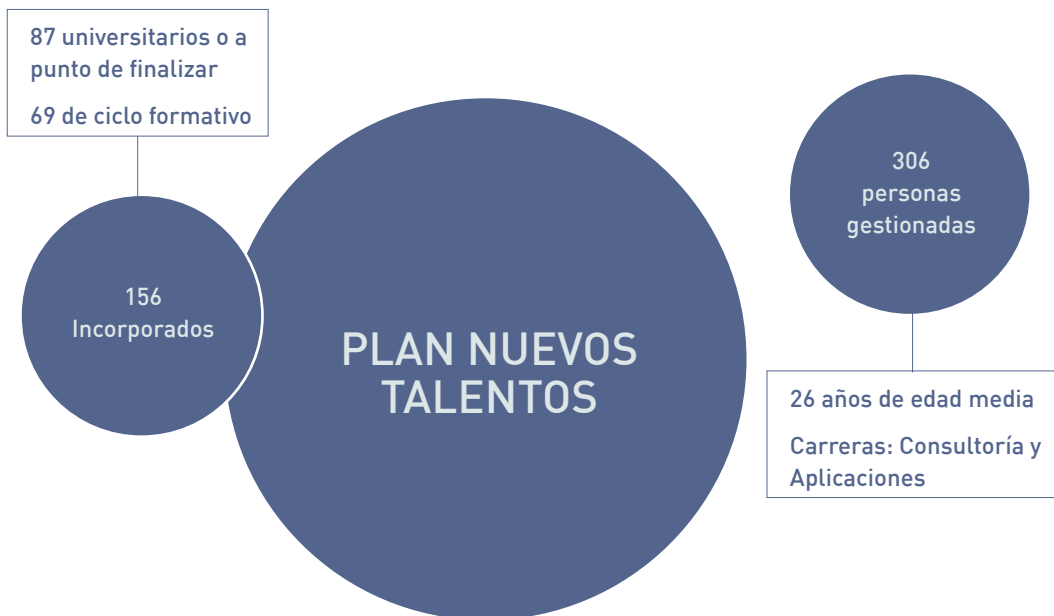 87 universitarios o a
punto de finalizar
69 de ciclo formativo
156
Incorporados
PLAN NUEVOS
TALENTOS
306
personas
gestionadas
26 años de edad media
Carreras: Consultoría y
Aplicaciones